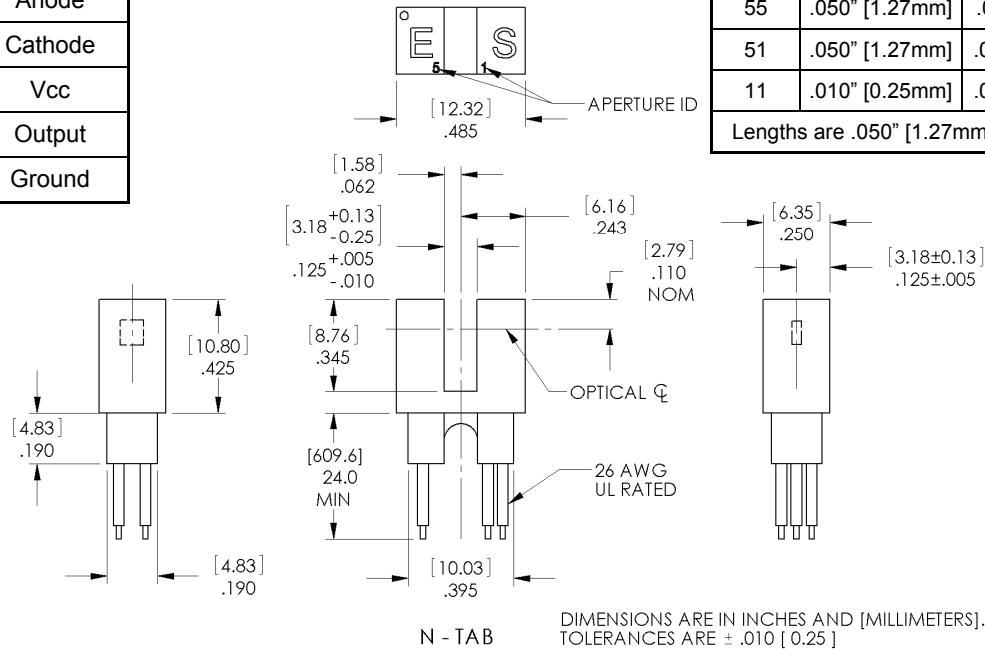 Anode
Cathode
Vcc
Output
Ground
E S
5 1
APERTURE ID
[12.32]
.485
55 .050” [1.27mm]
51 .050” [1.27mm]
11 .010” [0.25mm]
Lengths are .050” [1.27mm
[1.58]
.062
[3.18 +0.13 -0.25]
.125 +.005 -.010
[6.16]
.243
[2.79]
.110
NOM
[6.35]
.250
[3.18±0.13]
.125±.005
[10.80]
.425
[8.76]
.345
OPTICAL ℄
[4.83]
.190
[609.6]
24.0
MIN
26 AWG
UL RATED
[4.83]
.190
[10.03]
.395
N - TAB
DIMENSIONS ARE IN INCHES AND [MILLIMETERS].
TOLERANCES ARE ± .010 [ 0.25 ]